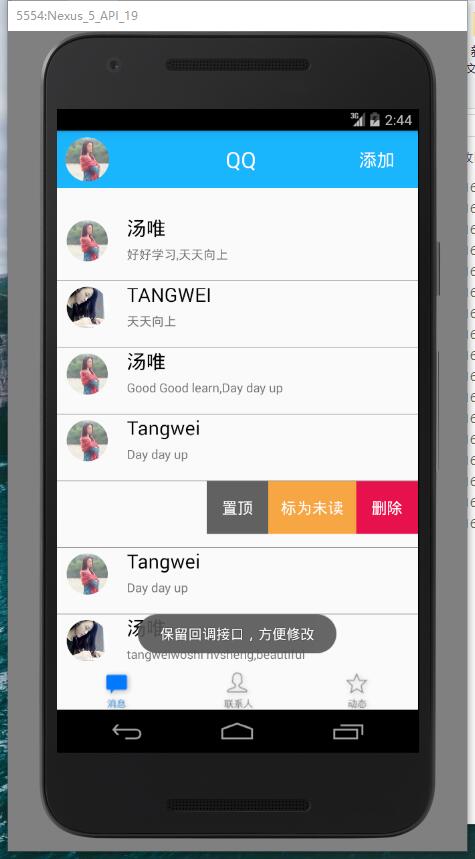 5554:Nexus_5_API_19
3G 2:44
QQ 添加
汤唯
好好学习,天天向上
TANGWEI
天天向上
汤唯
Good Good learn,Day day up
Tangwei
Day day up
置顶 标为未读 删除
Tangwei
Day day up
汤
保留回调接口，方便修改
tangweiwoshi nvsheng,beautiful
消息 联系人 动态